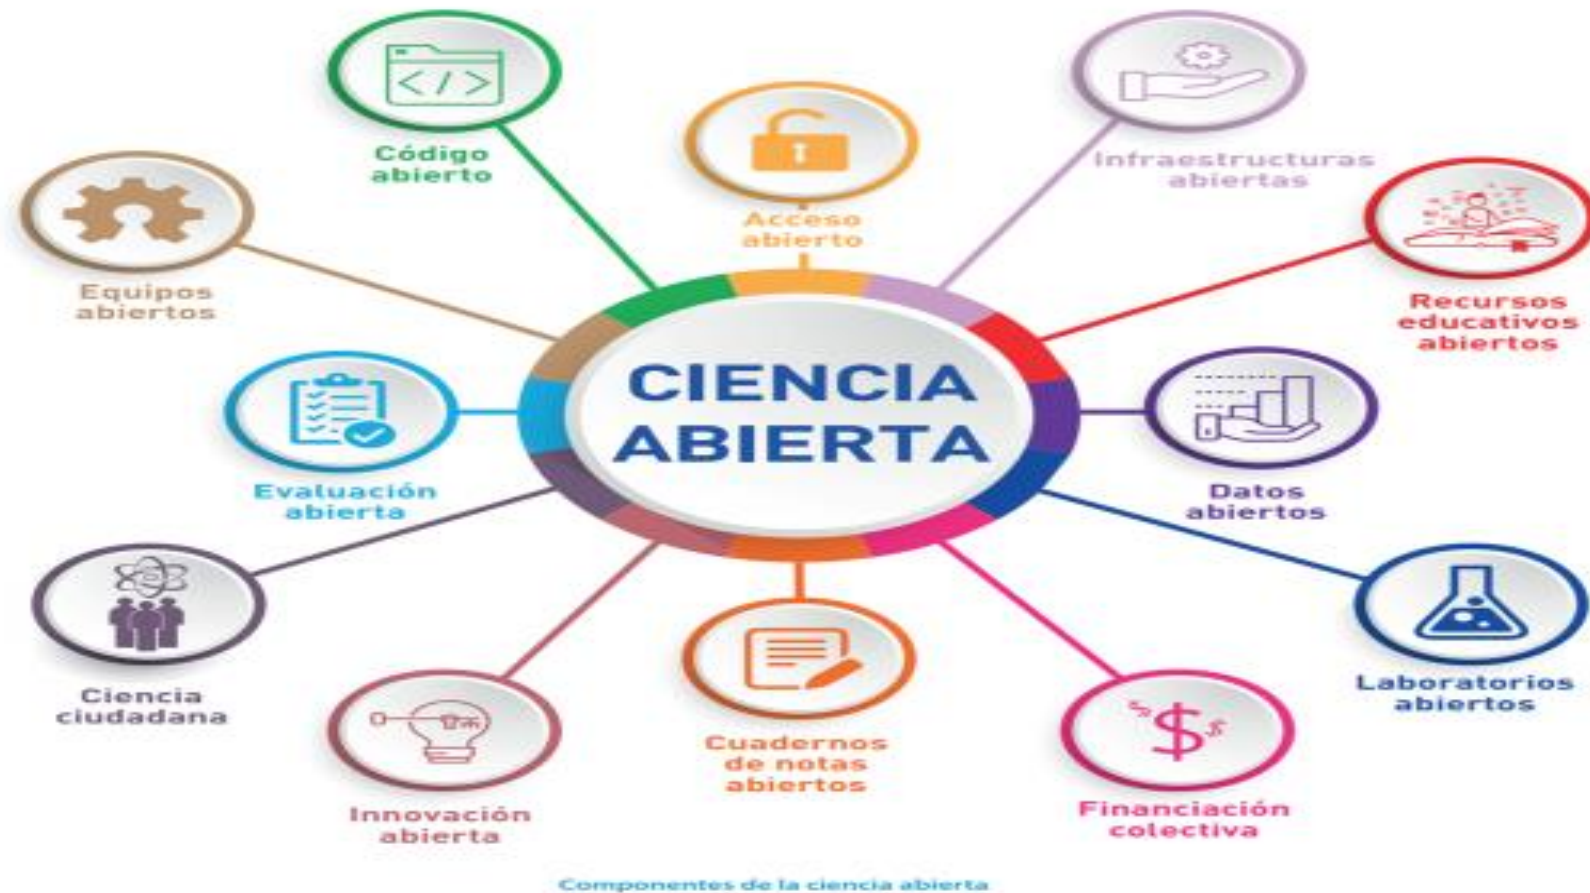 Código
abierto
Acceso
abierto
Infraestructuras
abiertas
Equipos
abiertos
Recursos
educativos
abiertos
CIENCIA
ABIERTA
Evaluación
abierta
Datos
abiertos
Ciencia
ciudadana
Laboratorios
abiertos
Innovación
abierta
Cuadernos
de notas
abiertos
Financiación
colectiva
Componentes de la ciencia abierta